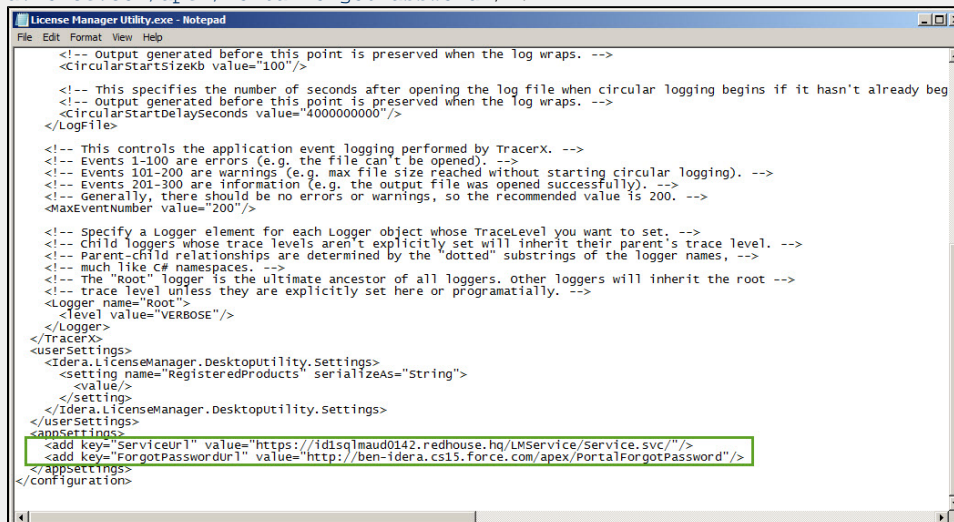 License Manager Utility.exe - Notepad
File Edit Format View Help
<!-- Output generated before this point is preserved when the log wraps. -->
<CircularStartSizeKb value="100"/>
<!-- This specifies the number of seconds after opening the log file when circular logging begins if it hasn't already beg
<!-- Output generated before this point is preserved when the log wraps. -->
<CircularStartDelaySeconds value="4000000000"/>
</LogFile>
<!-- This controls the application event logging performed by TracerX. -->
<!-- Events 1-100 are errors (e.g. the file can't be opened). -->
<!-- Events 101-200 are warnings (e.g. max file size reached without starting circular logging). -->
<!-- Events 201-300 are information (e.g. the output file was opened successfully). -->
<!-- Generally, there should be no errors or warnings, so the recommended value is 200. -->
<MaxEventNumber value="200"/>
<!-- Specify a Logger element for each Logger object whose TraceLevel you want to set. -->
<!-- Child loggers whose trace levels aren't explicitly set will inherit their parent's trace level. -->
<!-- Parent-child relationships are determined by the "dotted" substrings of the logger names, -->
<!-- much like C# namespaces. -->
<!-- The "Root" logger is the ultimate ancestor of all loggers. Other loggers will inherit the root -->
<!-- trace level unless they are explicitly set here or programatially. -->
<Logger name="Root">
<level value="VERBOSE"/>
</Logger>
</TracerX>
<userSettings>
<Idera.LicenseManager.DesktopUtility.Settings>
<setting name="RegisteredProducts" serializeAs="String">
<value/>
</setting>
</Idera.LicenseManager.DesktopUtility.Settings>
</userSettings>
<appSettings>
<add key="ServiceUrl" value="https://id1sqlmaud0142.redhouse.hq/LMService/Service.svc/"/>
<add key="ForgotPasswordUrl" value="http://ben-idera.cs15.force.com/apex/PortalForgotPassword"/>
</appSettings>
</configuration>